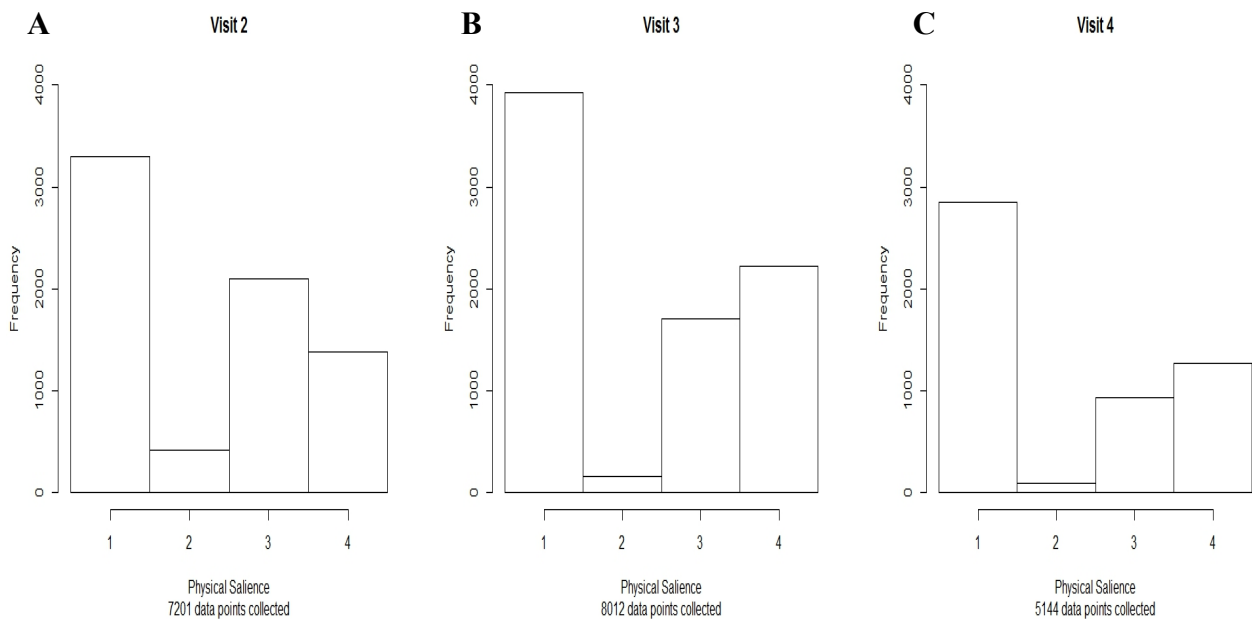 A
Visit 2
4000
3000
2000
1000
0
Frequency
1 2 3 4
Physical Salience
7201 data points collected
B
Visit 3
4000
3000
2000
1000
0
Frequency
1 2 3 4
Physical Salience
8012 data points collected
C
Visit 4
4000
3000
2000
1000
0
Frequency
1 2 3 4
Physical Salience
5144 data points collected